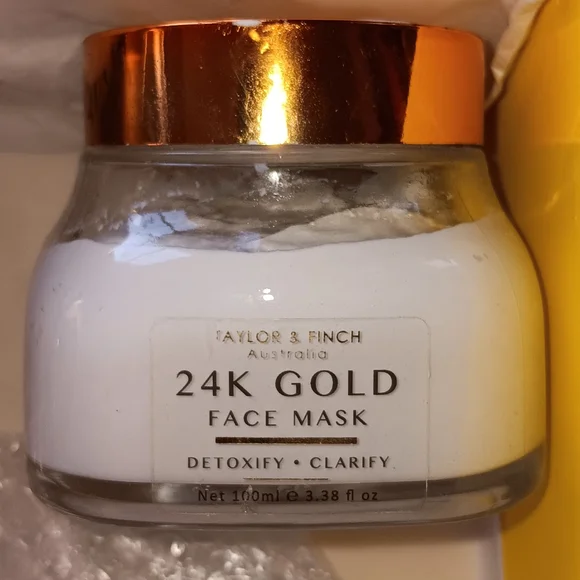 TAYLOR & FINCH
Australia
24K GOLD
FACE MASK
DETOXIFY • CLARIFY
Net 100ml e 3.38 fl oz